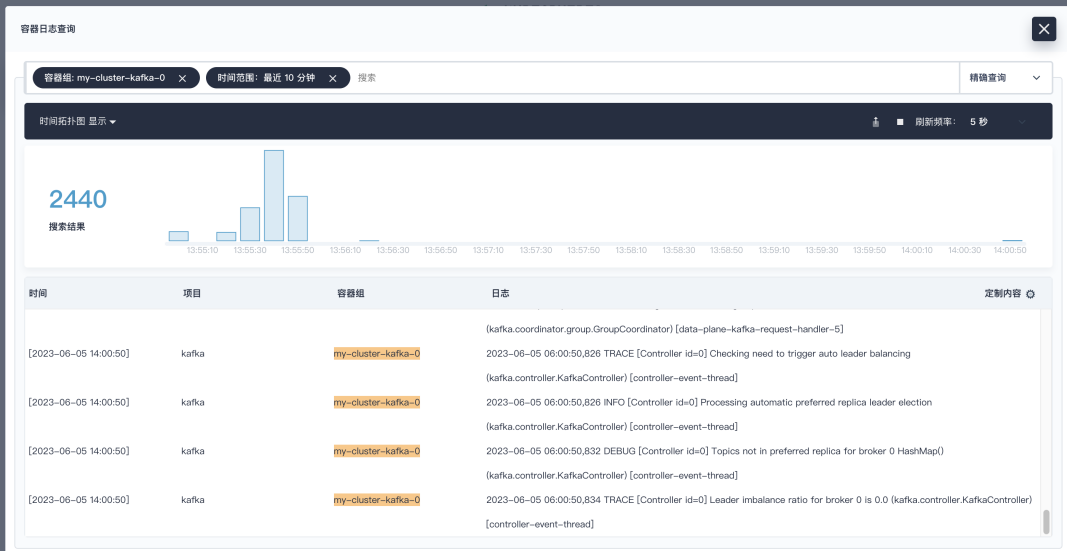 容器日志查询
容器组: my-cluster-kafka-0 × 时间范围：最近 10 分钟 × 搜索 精确查询
时间拓扑图 显示 刷新频率： 5 秒
2440
搜索结果
13:55:10 13:55:30 13:55:50 13:56:10 13:56:30 13:56:50 13:57:10 13:57:30 13:57:50 13:58:10 13:58:30 13:58:50 13:59:10 13:59:30 13:59:50 14:00:10 14:00:30 14:00:50
时间 项目 容器组 日志 定制内容
(kafka.coordinator.group.GroupCoordinator) [data-plane-kafka-request-handler-5]
[2023-06-05 14:00:50] kafka my-cluster-kafka-0 2023-06-05 06:00:50,826 TRACE [Controller id=0] Checking need to trigger auto leader balancing
(kafka.controller.KafkaController) [controller-event-thread]
[2023-06-05 14:00:50] kafka my-cluster-kafka-0 2023-06-05 06:00:50,826 INFO [Controller id=0] Processing automatic preferred replica leader election
(kafka.controller.KafkaController) [controller-event-thread]
[2023-06-05 14:00:50] kafka my-cluster-kafka-0 2023-06-05 06:00:50,832 DEBUG [Controller id=0] Topics not in preferred replica for broker 0 HashMap()
(kafka.controller.KafkaController) [controller-event-thread]
[2023-06-05 14:00:50] kafka my-cluster-kafka-0 2023-06-05 06:00:50,834 TRACE [Controller id=0] Leader imbalance ratio for broker 0 is 0.0 (kafka.controller.KafkaController)
[controller-event-thread]